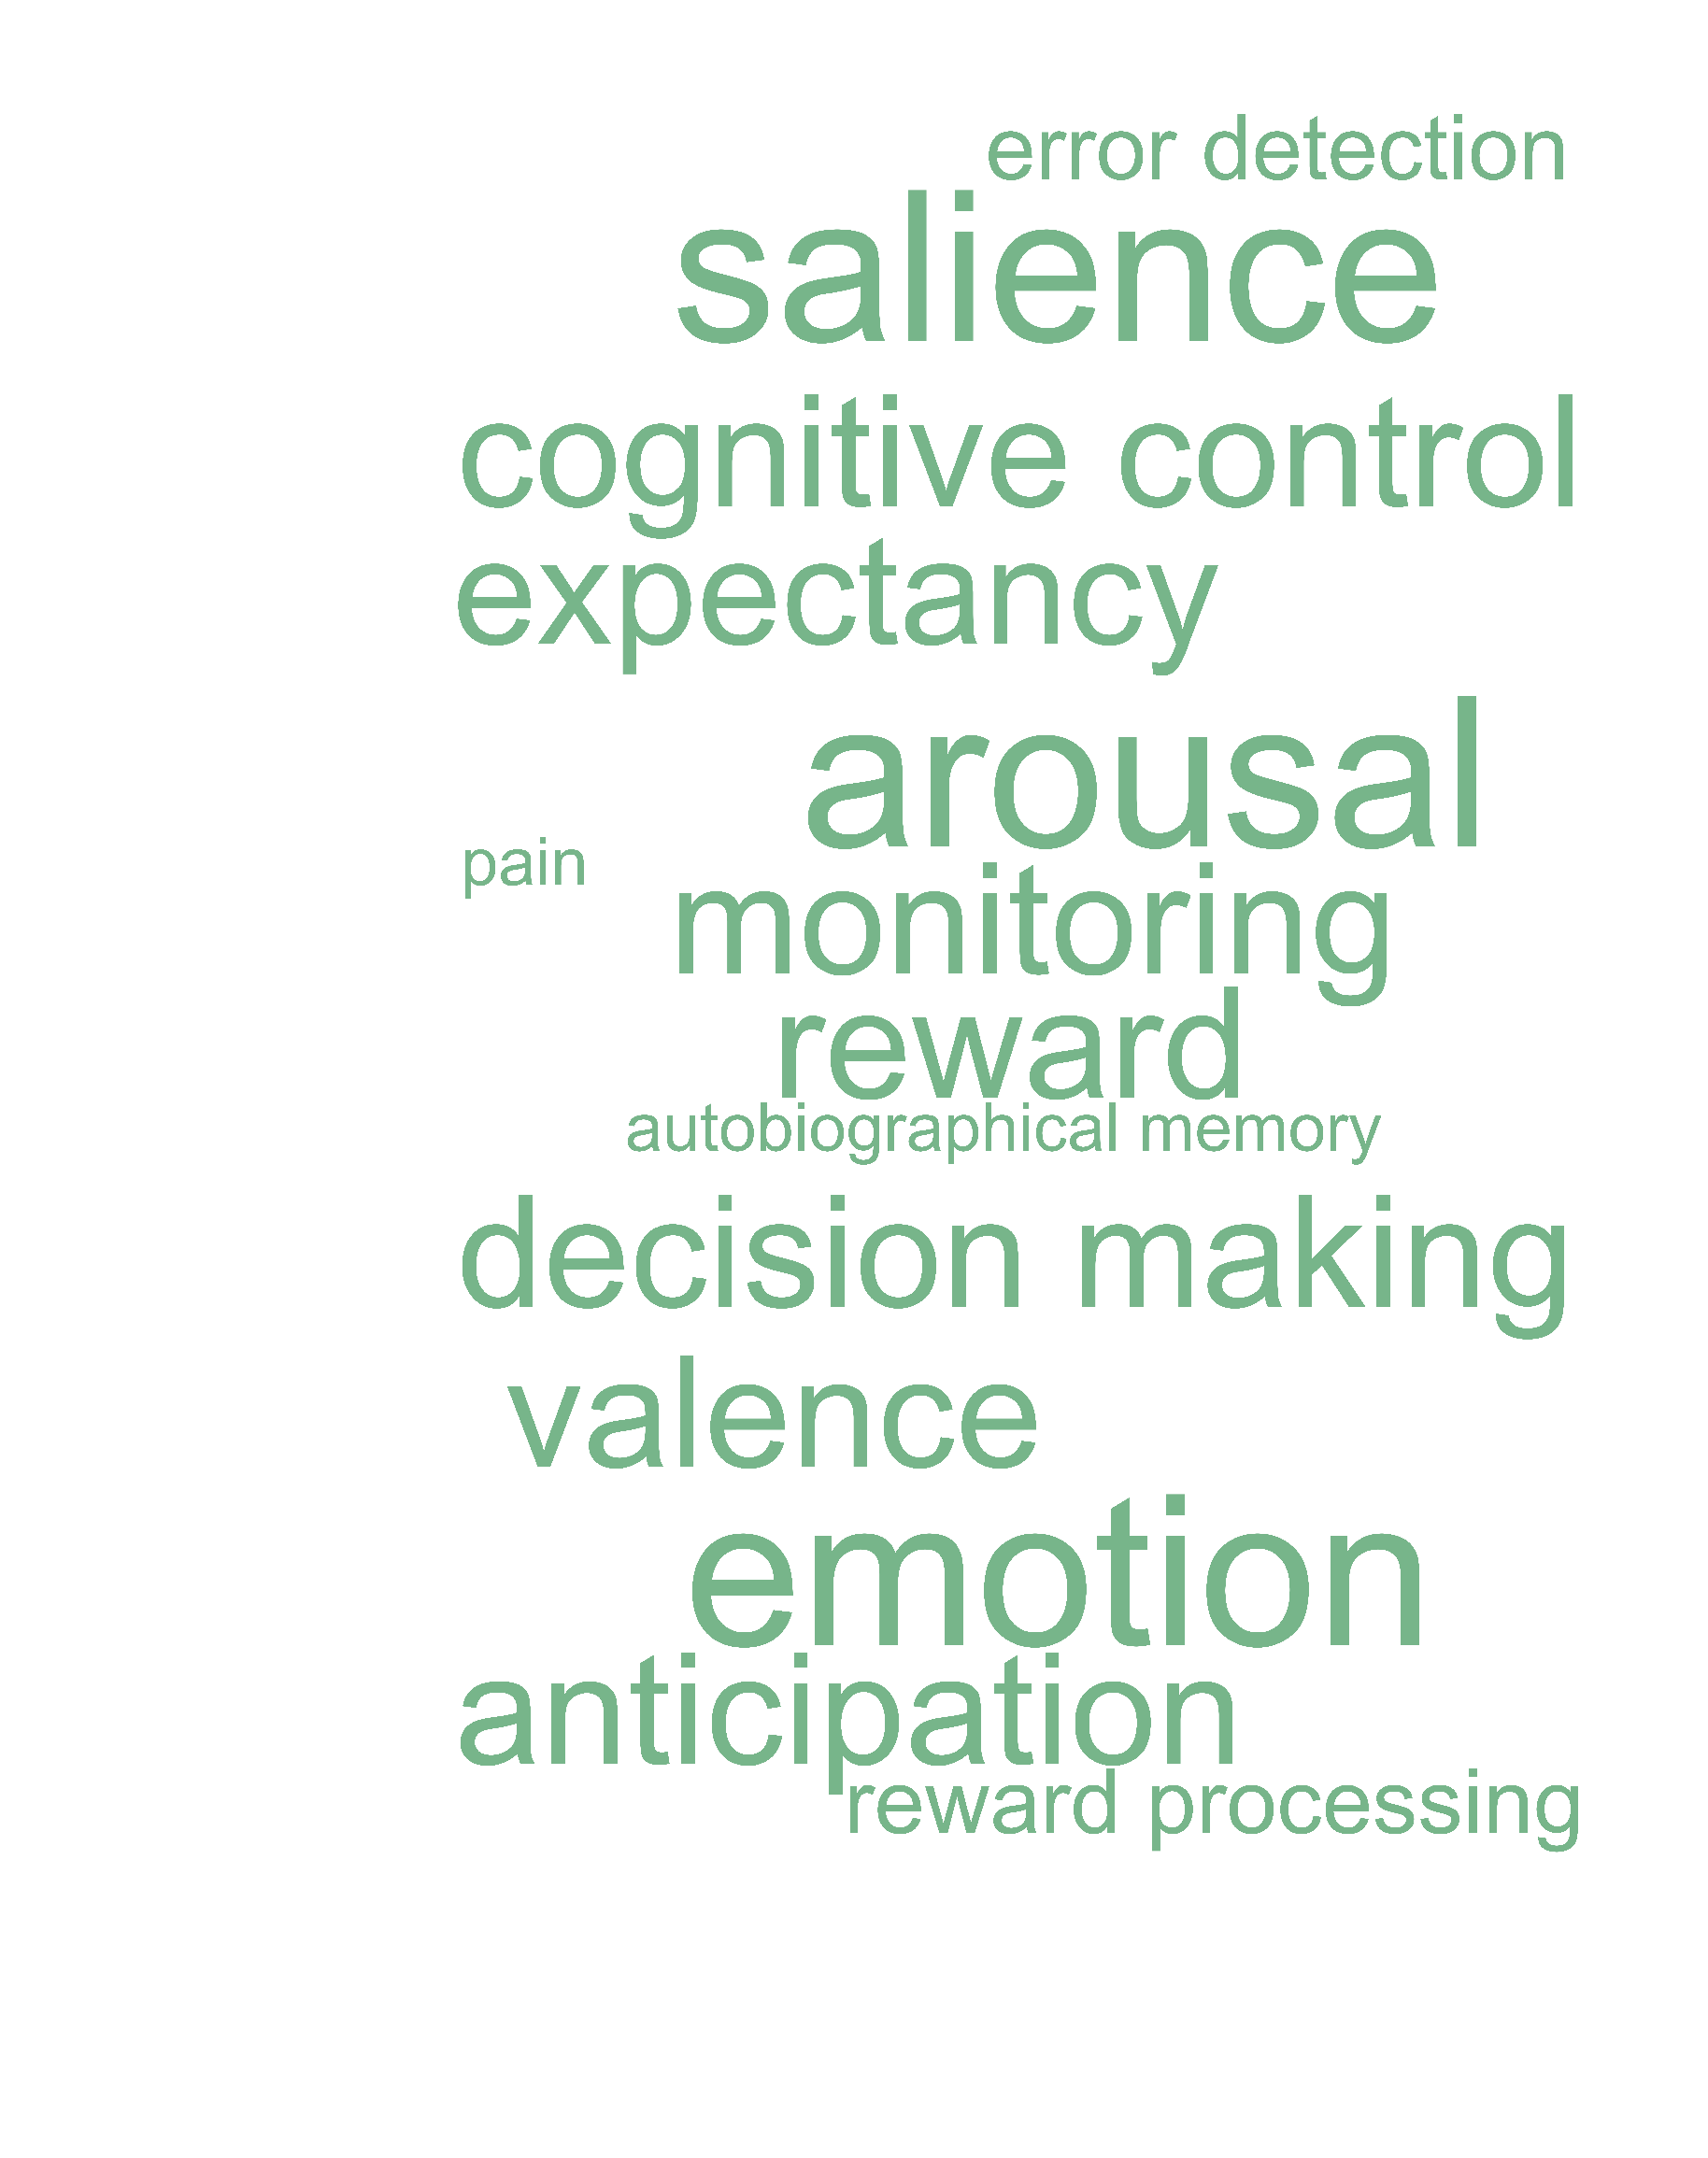 error detection
salience
cognitive control
expectancy
arousal
pain
monitoring
reward
autobiographical memory
decision making
valence
emotion
anticipation
reward processing